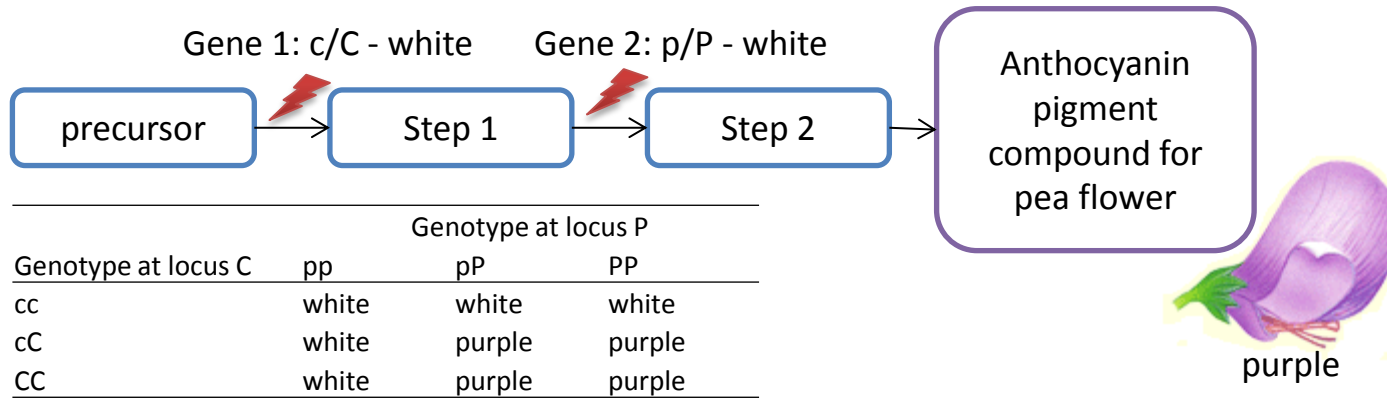 Gene 1: c/C - white
Gene 2: p/P - white
precursor
Step 1
Step 2
Anthocyanin
pigment
compound for
pea flower
purple
Genotype at locus P
Genotype at locus C pp pP PP
cc white white white
cC white purple purple
CC white purple purple